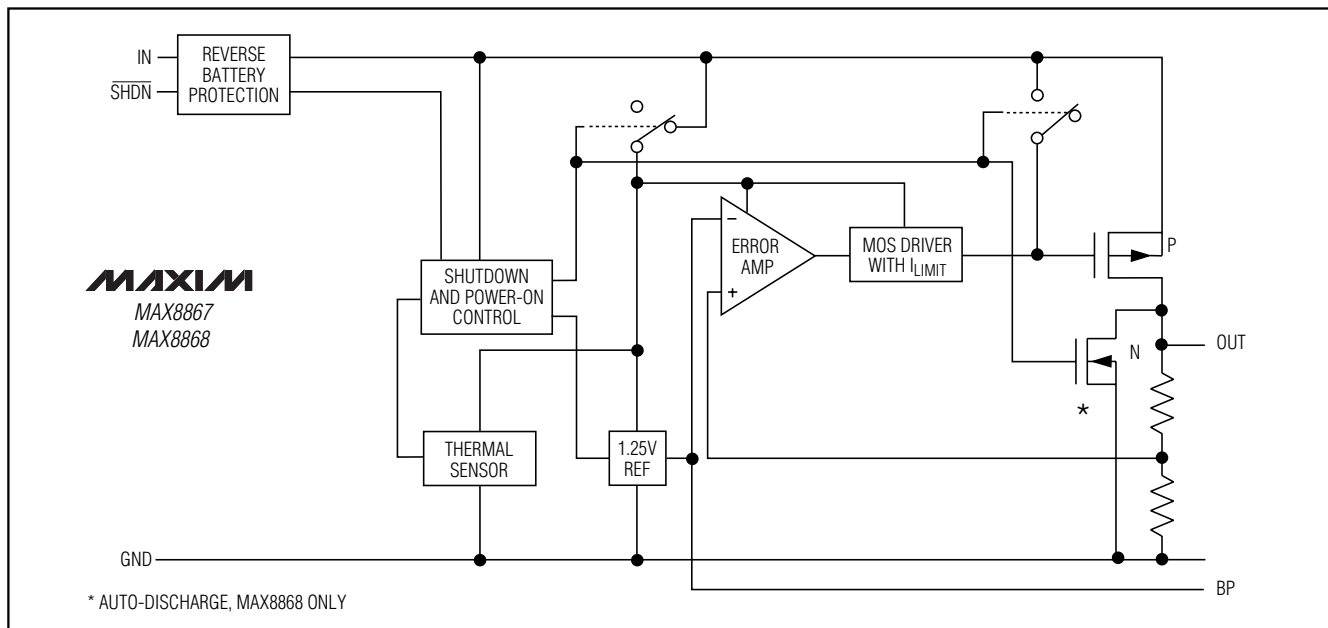 IN
SHDN
REVERSE
BATTERY
PROTECTION
MAXIM
MAX8867
MAX8868
SHUTDOWN
AND POWER-ON
CONTROL
THERMAL
SENSOR
1.25V
REF
−
+
ERROR
AMP
MOS DRIVER
WITH ILIMIT
P
N
*
OUT
GND
BP
* AUTO-DISCHARGE, MAX8868 ONLY